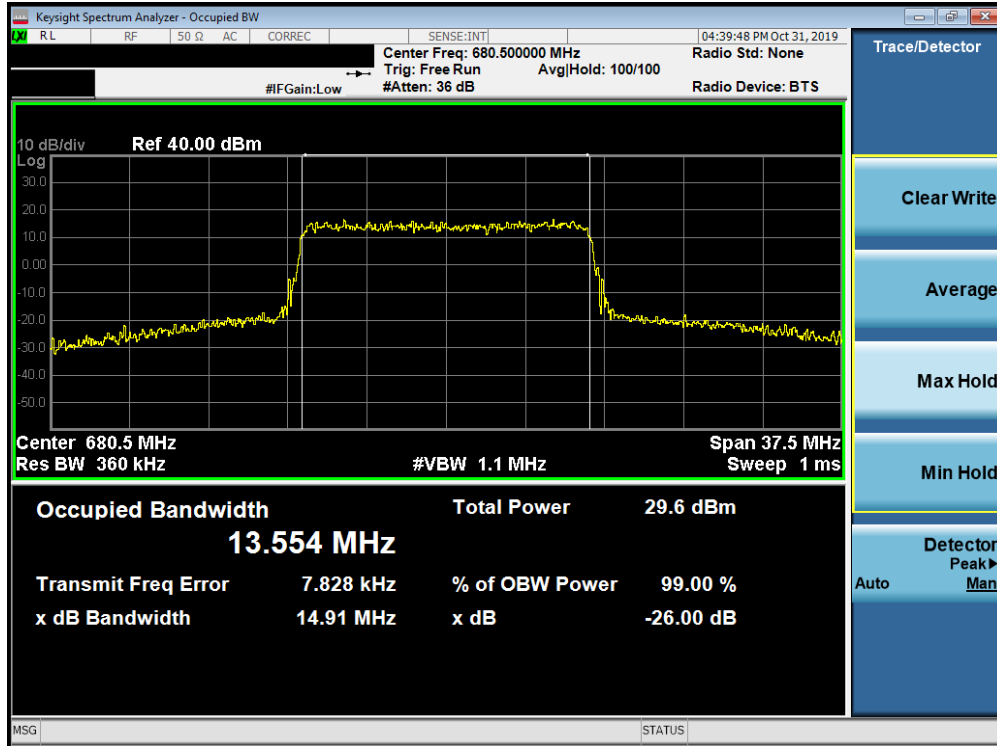 Keysight Spectrum Analyzer - Occupied BW
LXI RL RF 50 Ω AC CORREC SENSE:INT 04:39:48 PM Oct 31, 2019
Center Freq: 680.500000 MHz Radio Std: None
Trig: Free Run Avg|Hold: 100/100
#IFGain:Low #Atten: 36 dB Radio Device: BTS
10 dB/div Ref 40.00 dBm
Log
30.0
20.0
10.0
0.00
-10.0
-20.0
-30.0
-40.0
-50.0
Center 680.5 MHz Span 37.5 MHz
Res BW 360 kHz #VBW 1.1 MHz Sweep 1 ms
Occupied Bandwidth Total Power 29.6 dBm
13.554 MHz
Transmit Freq Error 7.828 kHz % of OBW Power 99.00 %
x dB Bandwidth 14.91 MHz x dB -26.00 dB
MSG STATUS
Trace/Detector
Clear Write
Average
Max Hold
Min Hold
Detector
Peak▶
Auto Man